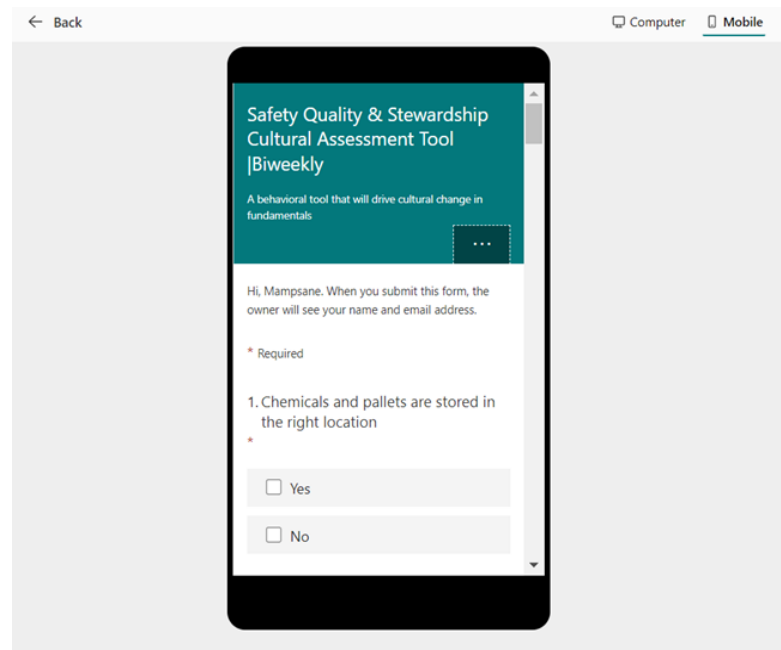 Back
Computer
Mobile
Safety Quality & Stewardship
Cultural Assessment Tool
|Biweekly
A behavioral tool that will drive cultural change in
fundamentals
...
Hi, Mampsane. When you submit this form, the
owner will see your name and email address.
* Required
1. Chemicals and pallets are stored in
the right location
*
Yes
No